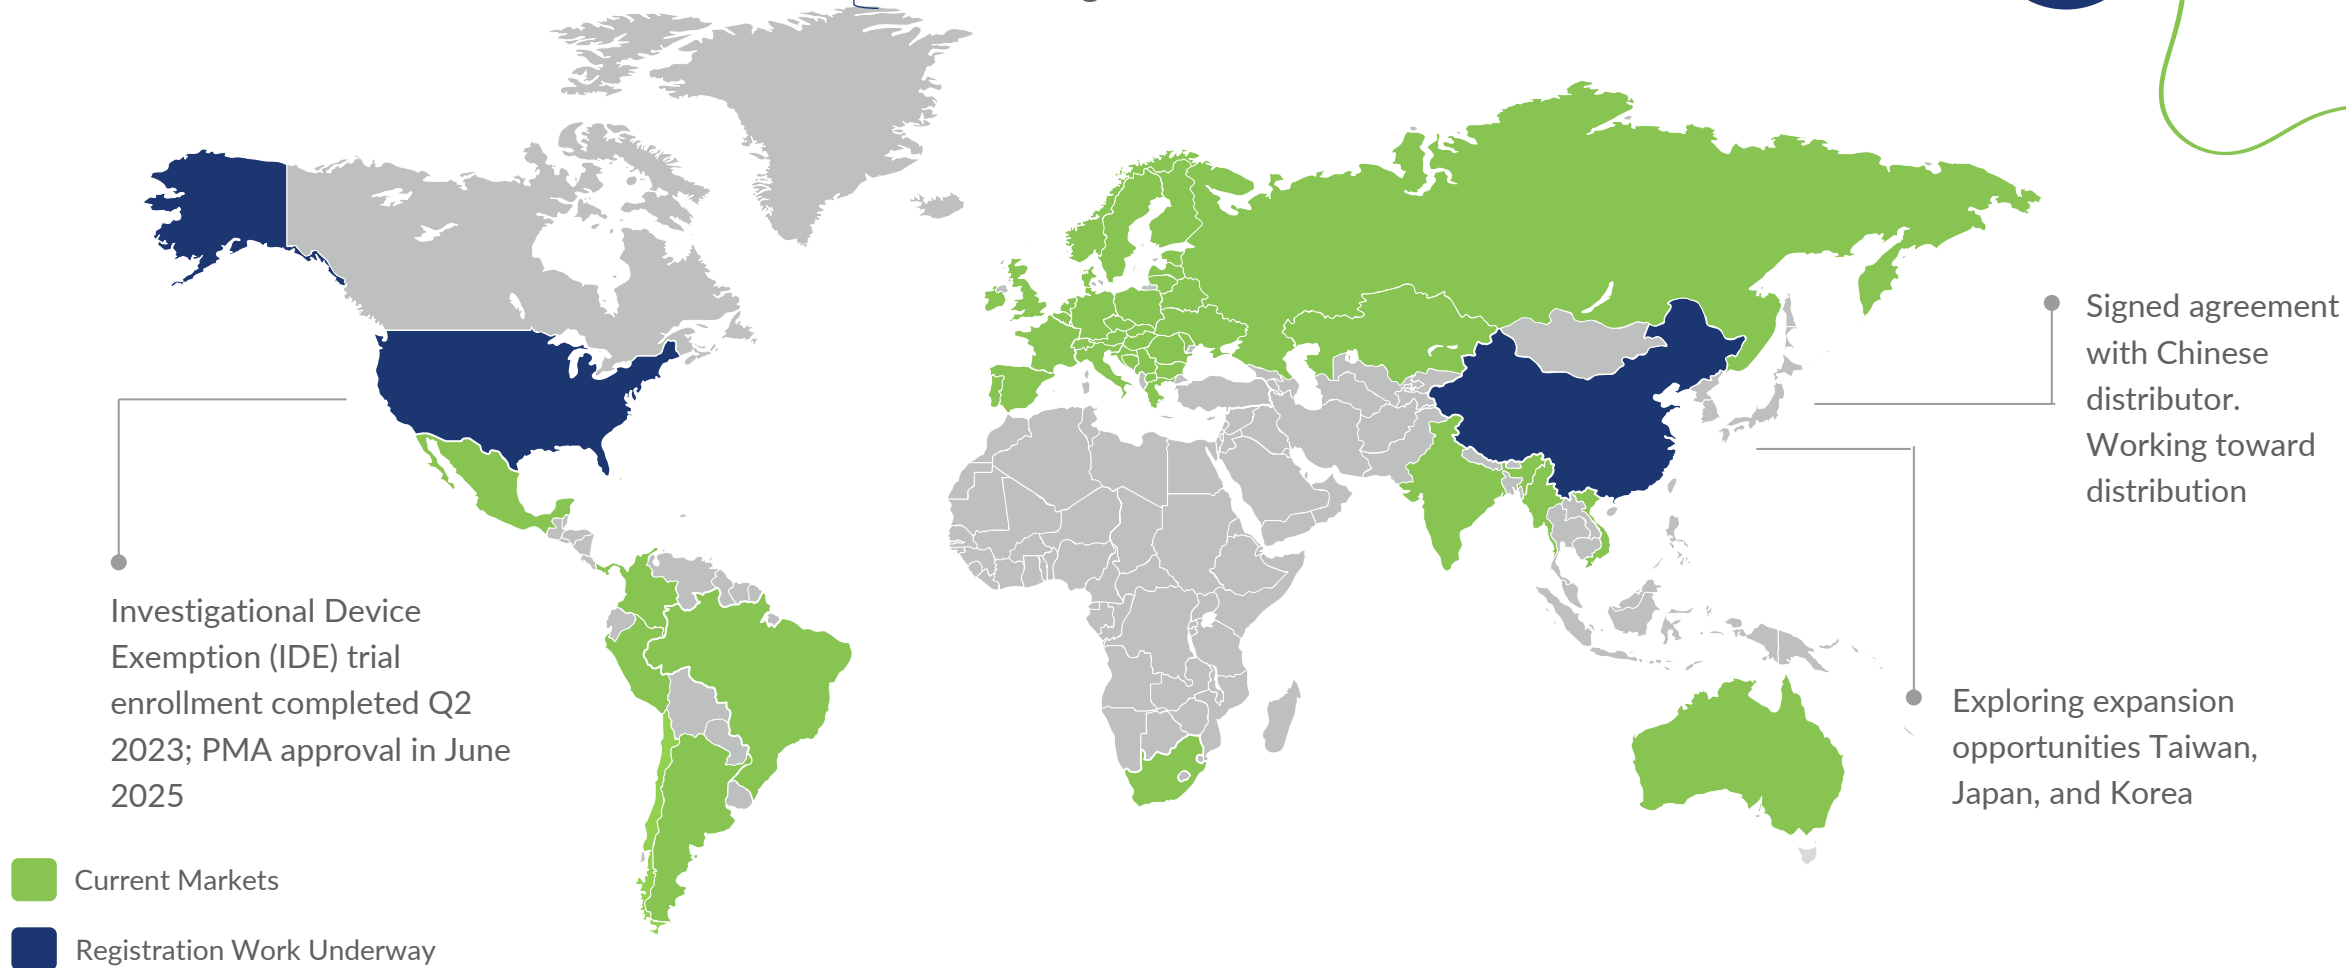 Signed agreement
with Chinese
distributor.
Working toward
distribution
Investigational Device
Exemption (IDE) trial
enrollment completed Q2
2023; PMA approval in June
2025
Exploring expansion
opportunities Taiwan,
Japan, and Korea
Current Markets
Registration Work Underway